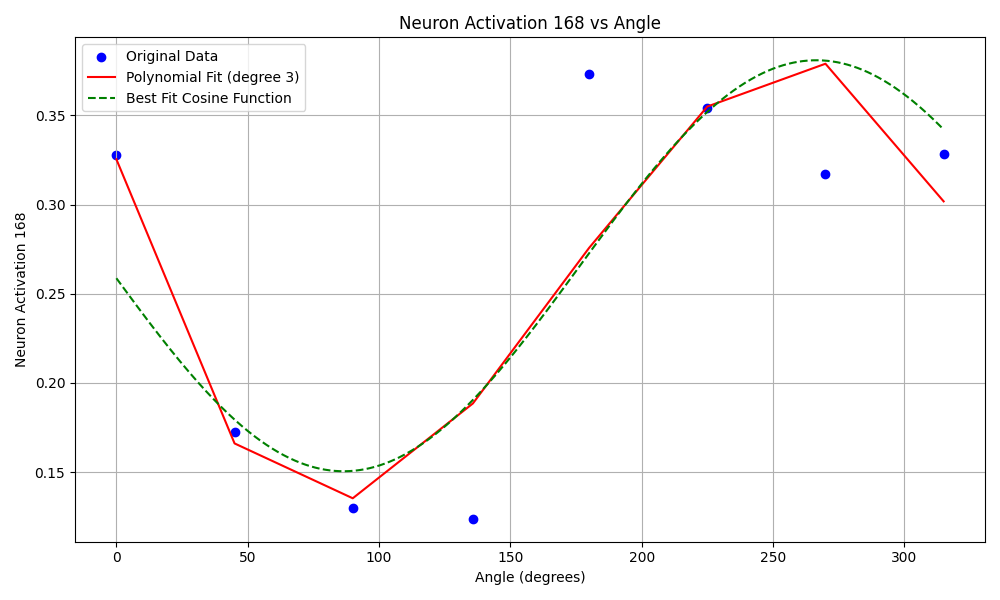 Neuron Activation 168 vs Angle
Original Data
Polynomial Fit (degree 3)
Best Fit Cosine Function
0.35
0.30
0.25
0.20
0.15
Neuron Activation 168
0 50 100 150 200 250 300
Angle (degrees)